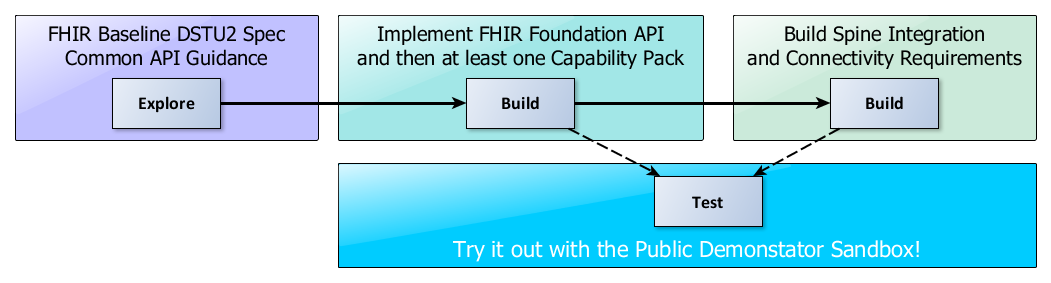 FHIR Baseline DSTU2 Spec
Common API Guidance
Explore
Implement FHIR Foundation API
and then at least one Capability Pack
Build
Build Spine Integration
and Connectivity Requirements
Build
Test
Try it out with the Public Demonstator Sandbox!